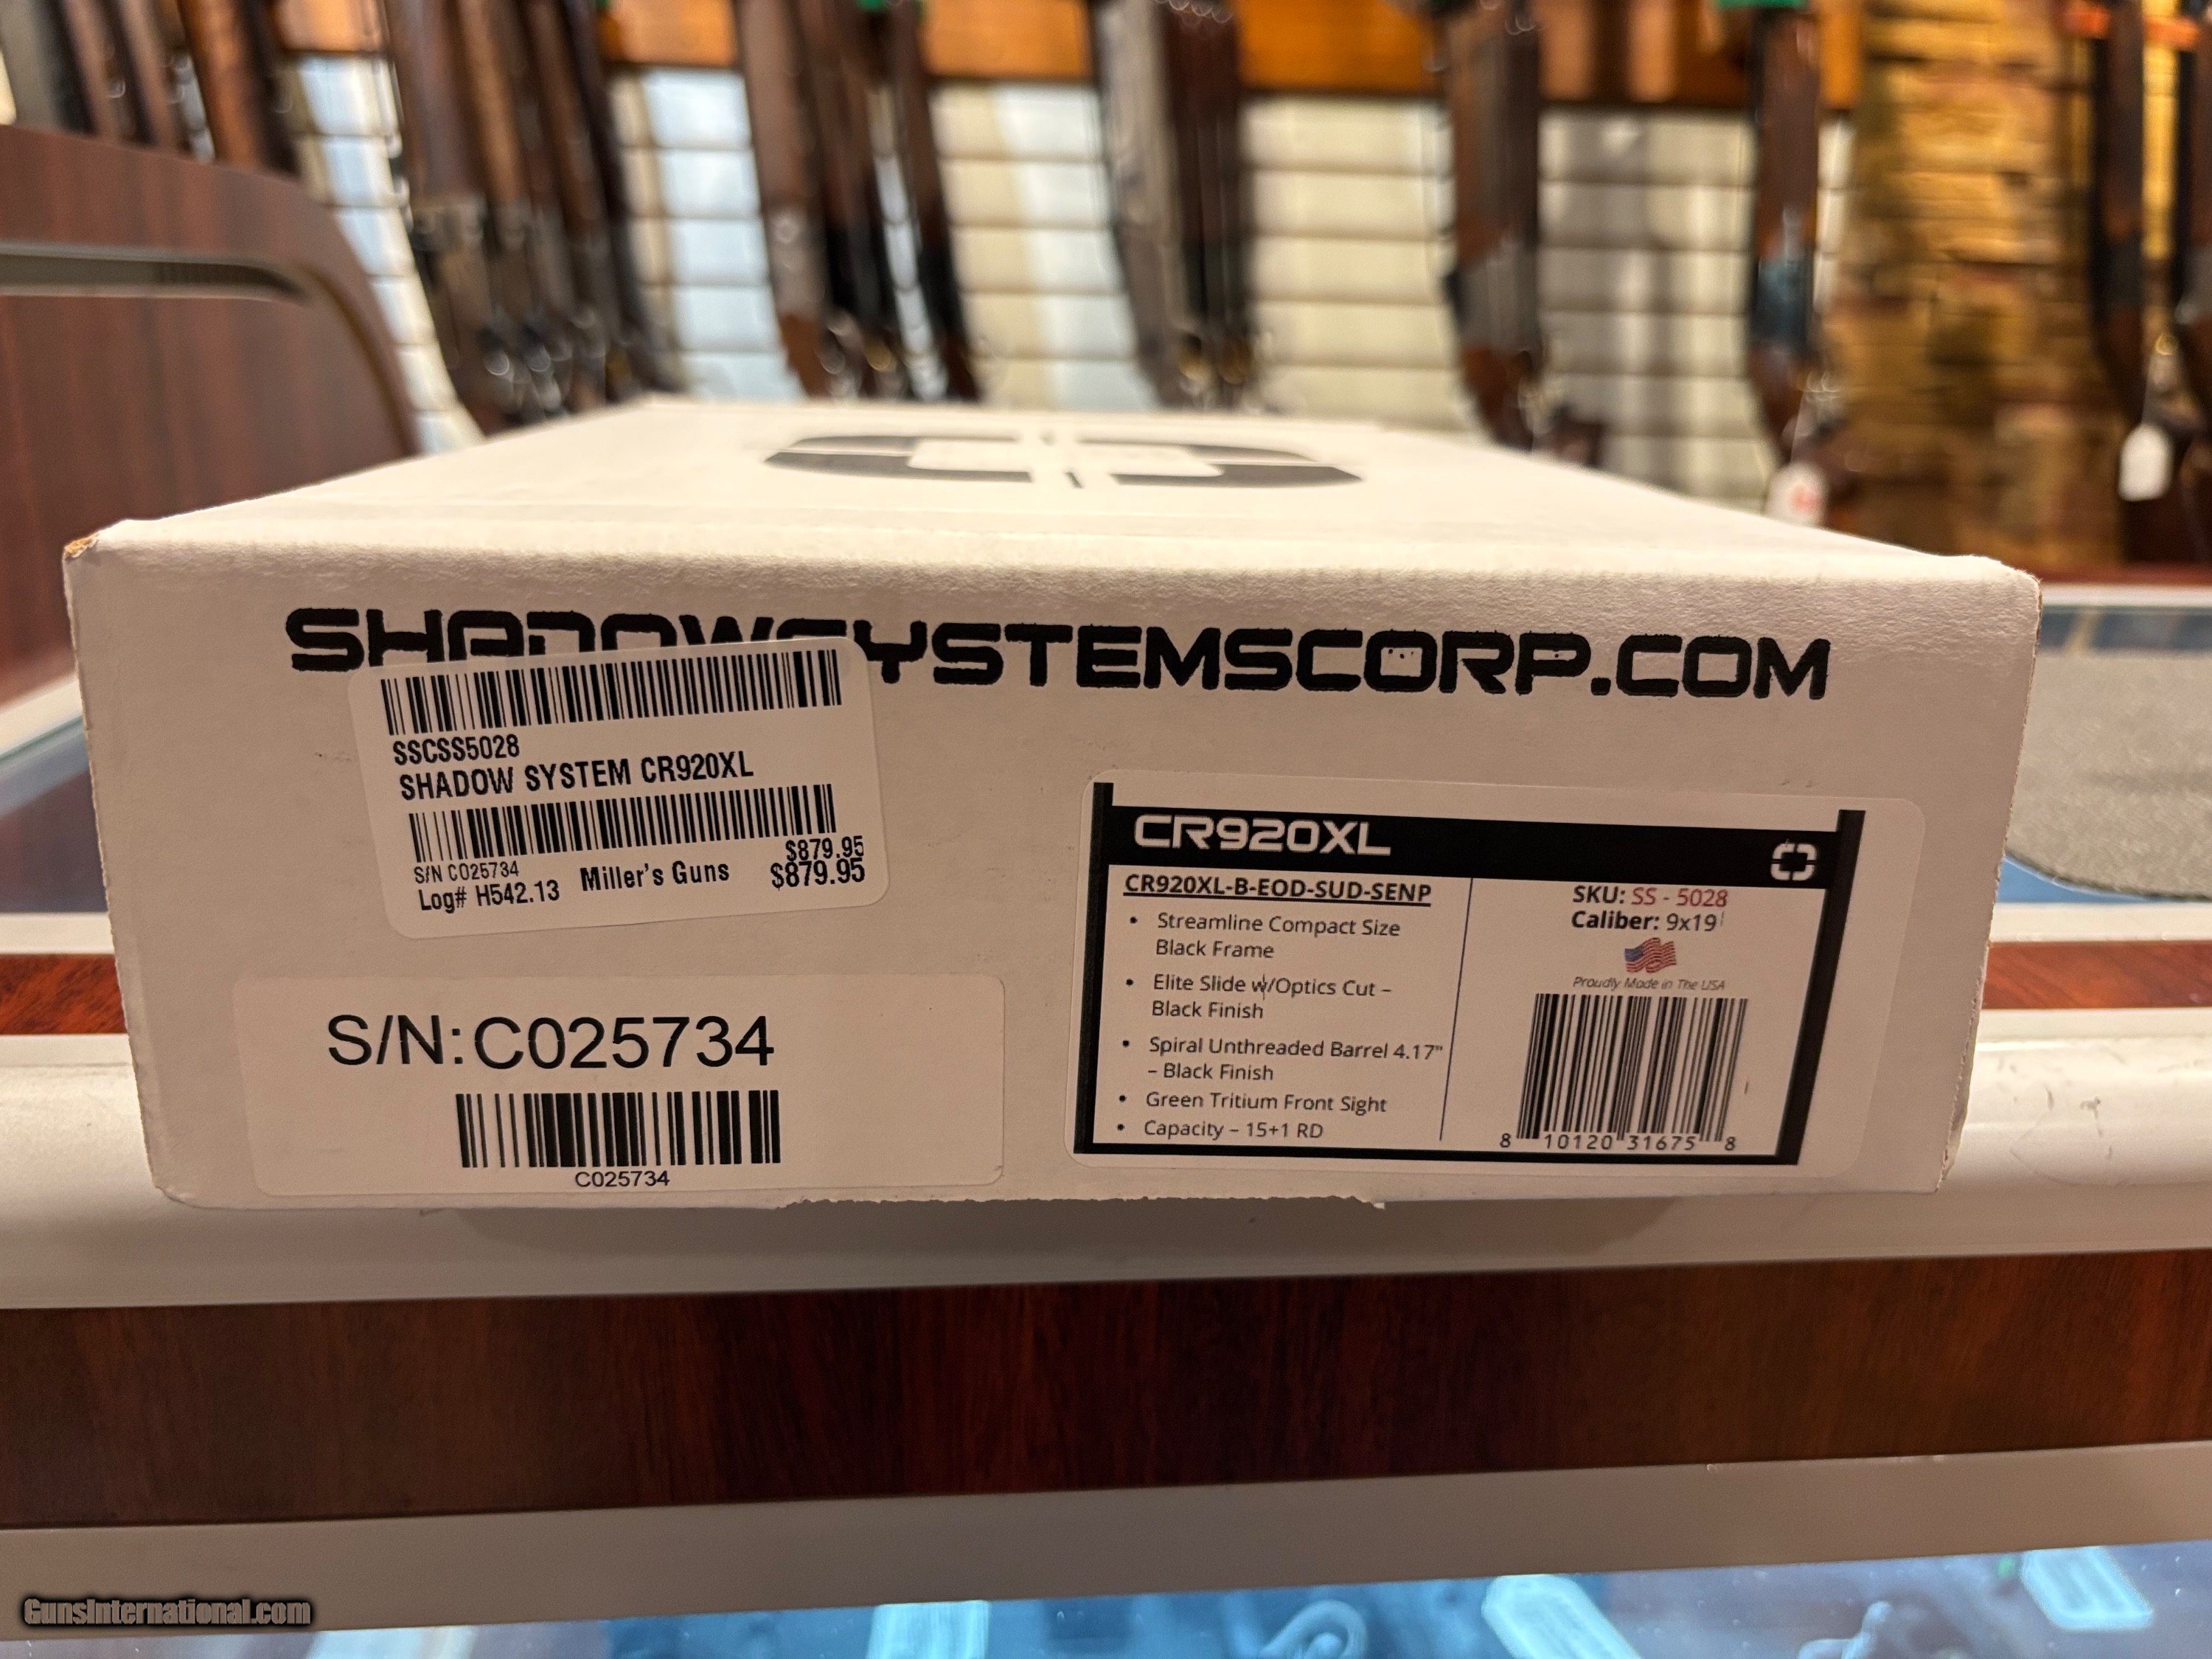 SHADOWSYSTEMSCORP.COM
SSCSS5028
SHADOW SYSTEM CR920XL
$879.95
S/N C025734
Log# H542.13 Miller's Guns $879.95
S/N: C025734
C025734
CR920XL
CR920XL-B-EOD-SUD-SENP
• Streamline Compact Size
Black Frame
• Elite Slide w/Optics Cut –
Black Finish
• Spiral Unthreaded Barrel 4.17"
– Black Finish
• Green Tritium Front Sight
• Capacity – 15+1 RD
SKU: SS - 5028
Caliber: 9x19
Proudly Made in The USA
8 10120 31675 8
GunsInternational.com